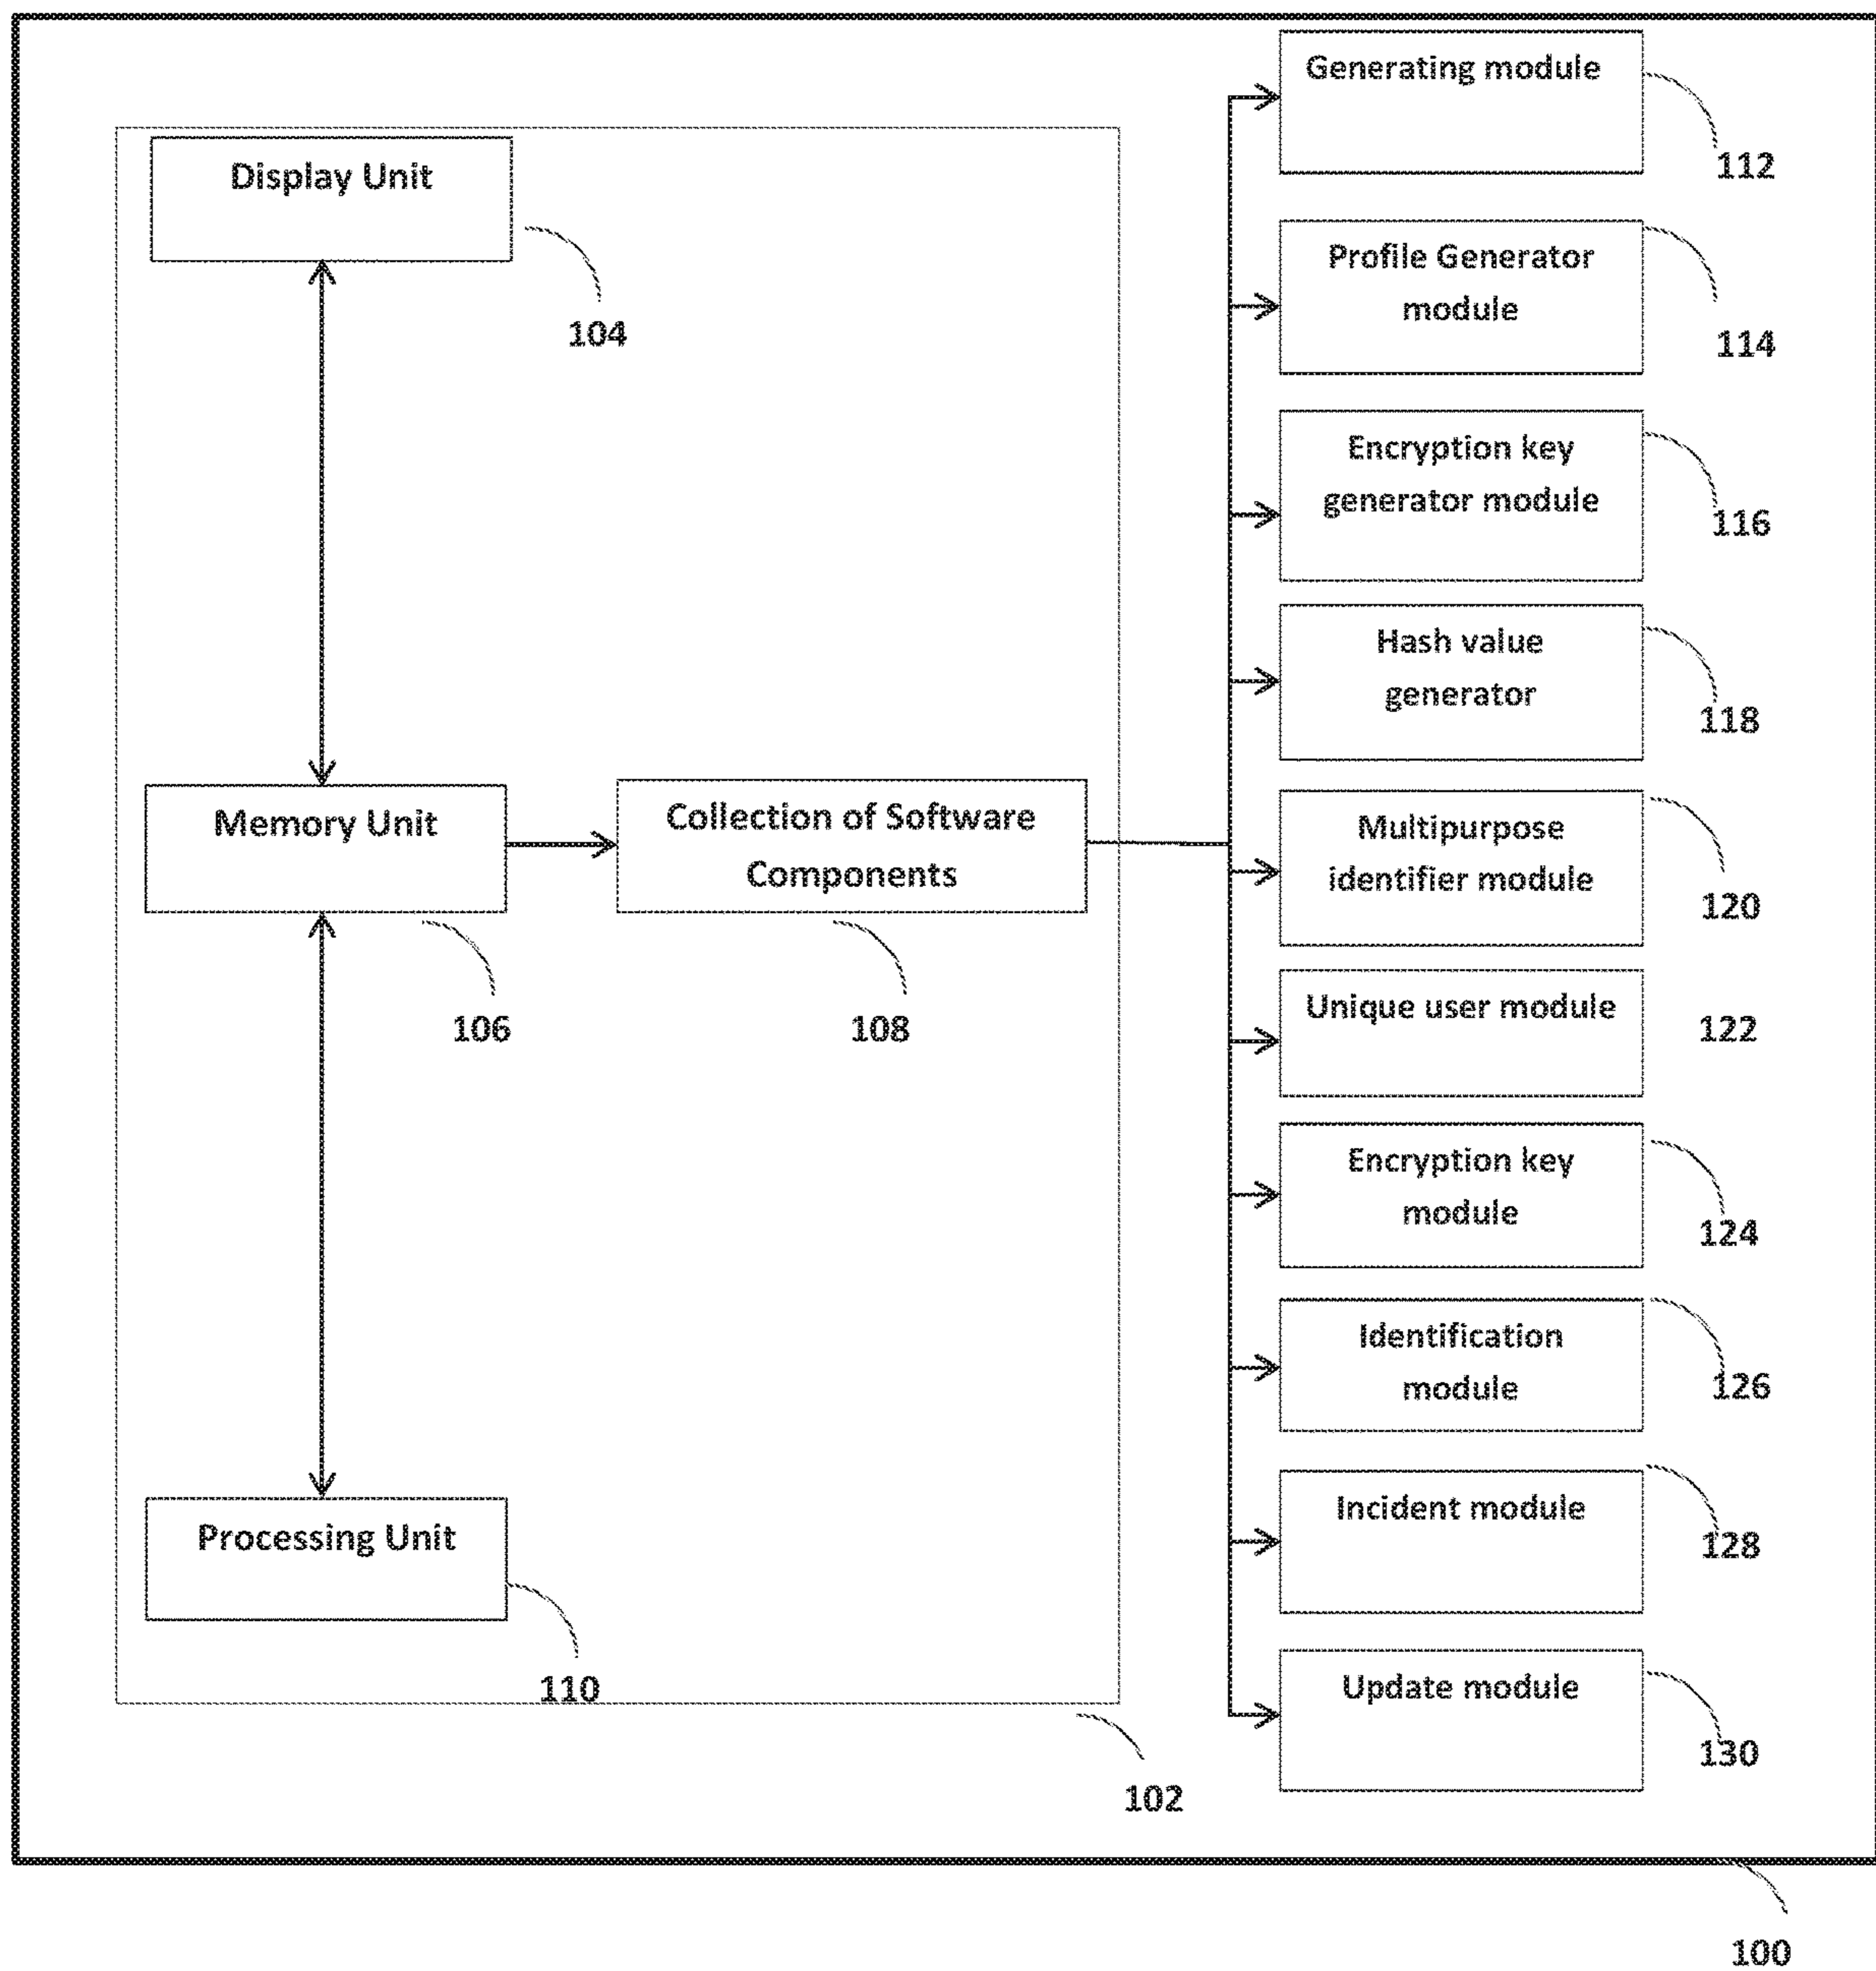 Generating module
112
Display Unit
104
Profile Generator
module
114
Encryption key
generator module
116
Hash value
generator
118
Memory Unit
106
Collection of Software
Components
108
Multipurpose
identifier module
120
Unique user module
122
Encryption key
module
124
Identification
module
126
Processing Unit
110
Incident module
128
Update module
130
102
100